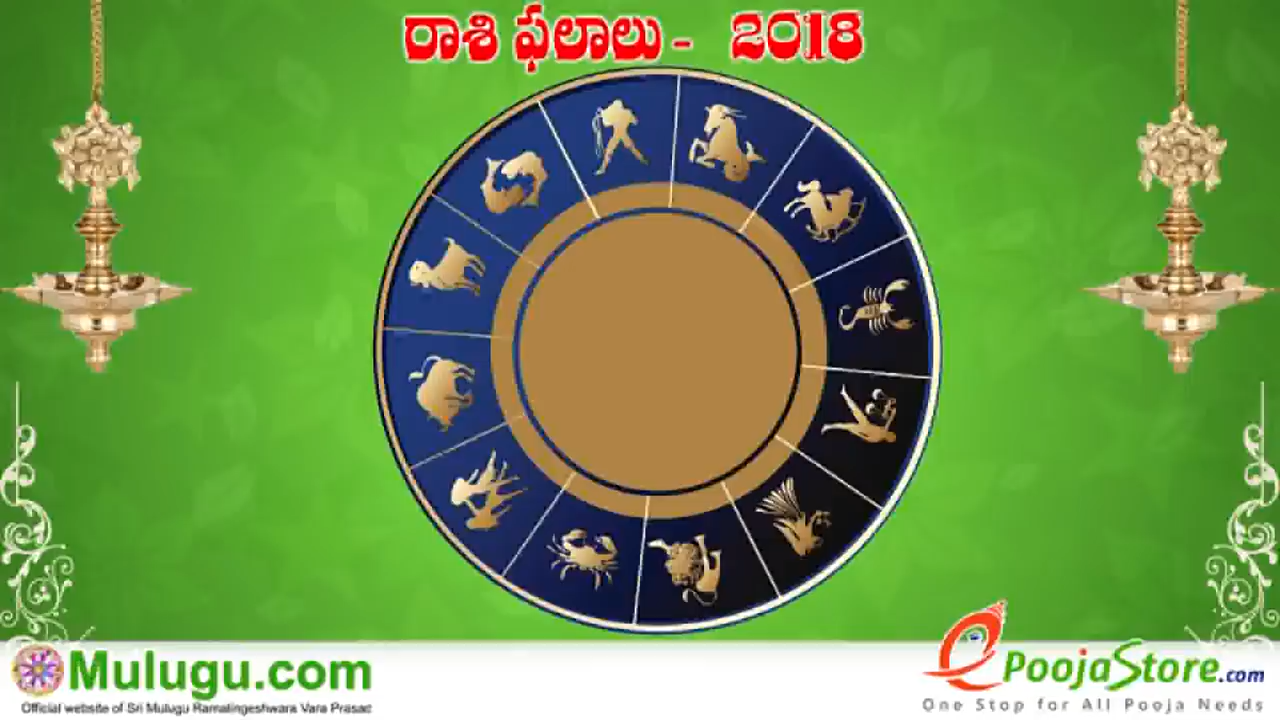 రాశి ఫలాలు - 2018
Mulugu.com
Official website of Sri Mulugu Ramalingeshwara Vara Prasad
ePoojaStore.com
One Stop for All Pooja Needs